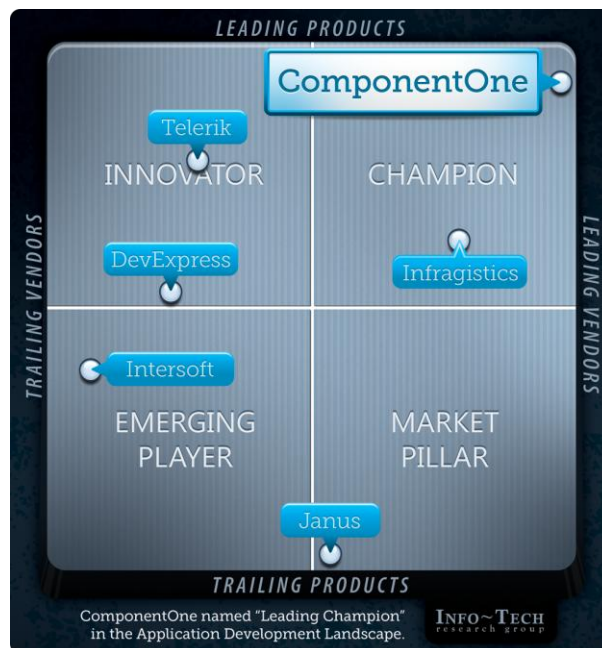 LEADING PRODUCTS
ComponentOne
Telerik
INNOVATOR
CHAMPION
TRAILING VENDORS
LEADING VENDORS
DevExpress
Infragistics
Intersoft
EMERGING
PLAYER
MARKET
PILLAR
Janus
TRAILING PRODUCTS
ComponentOne named "Leading Champion"
in the Application Development Landscape.
INFO~TECH
research group